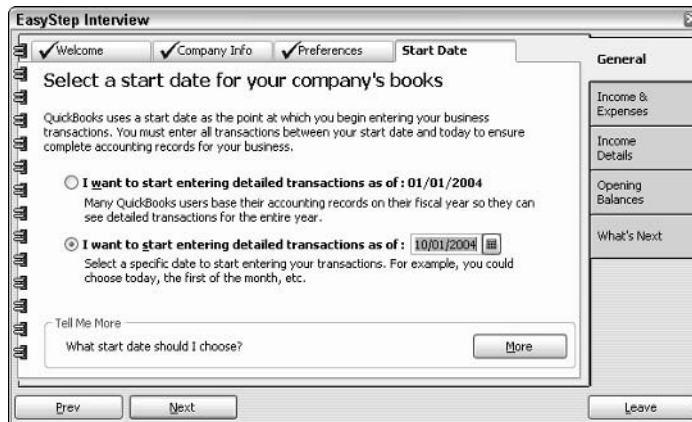 EasyStep Interview
Welcome
Company Info
Preferences
Start Date
Select a start date for your company's books
QuickBooks uses a start date as the point at which you begin entering your business
transactions. You must enter all transactions between your start date and today to ensure
complete accounting records for your business.
I want to start entering detailed transactions as of : 01/01/2004
Many QuickBooks users base their accounting records on their fiscal year so they can
see detailed transactions for the entire year.
I want to start entering detailed transactions as of : 10/01/2004
Select a specific date to start entering your transactions. For example, you could
choose today, the first of the month, etc.
Tell Me More
What start date should I choose?
More
Prev
Next
General
Income &
Expenses
Income
Details
Opening
Balances
What's Next
Leave